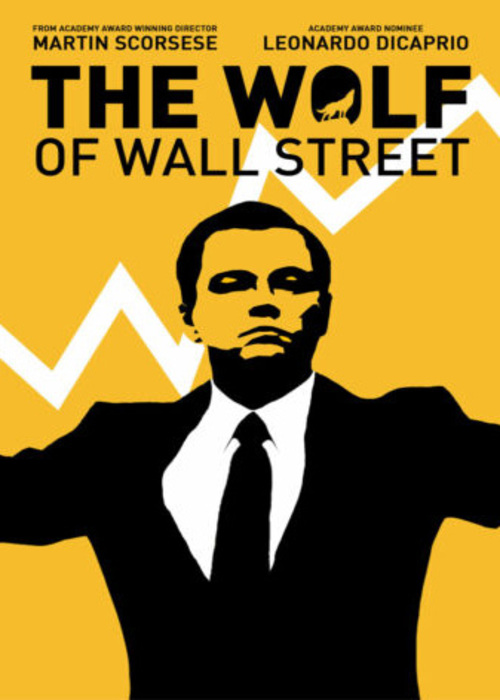 FROM ACADEMY AWARD WINNING DIRECTOR
MARTIN SCORSESE
ACADEMY AWARD NOMINEE
LEONARDO DICAPRIO
THE WOLF
OF WALL STREET